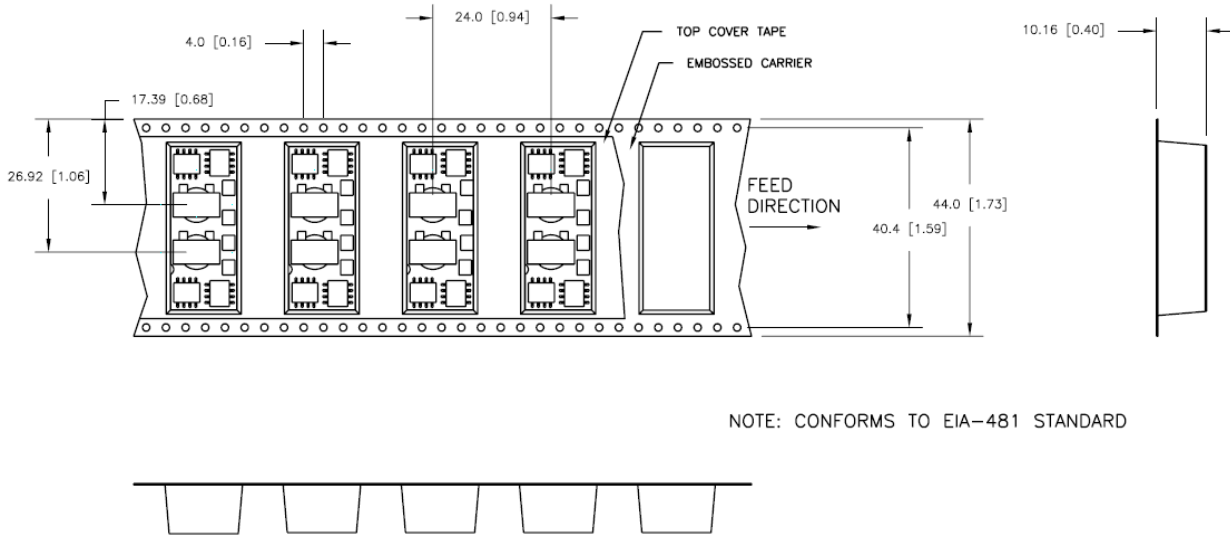 24.0 [0.94]
4.0 [0.16]
TOP COVER TAPE
10.16 [0.40]
EMBOSSED CARRIER
17.39 [0.68]
26.92 [1.06]
FEED
DIRECTION
44.0 [1.73]
40.4 [1.59]
NOTE: CONFORMS TO EIA-481 STANDARD